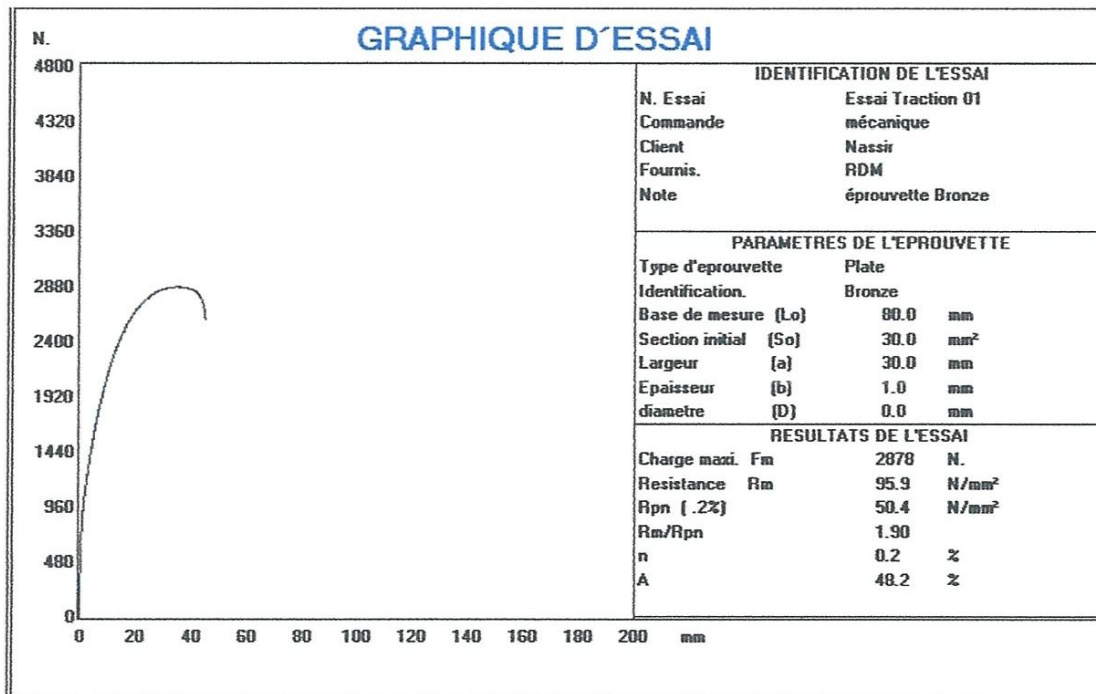 N.
GRAPHIQUE D´ESSAI
4800
4320
3840
3360
2880
2400
1920
1440
960
480
0
0 20 40 60 80 100 120 140 160 180 200 mm
IDENTIFICATION DE L'ESSAI
N. Essai Essai Traction 01
Commande mécanique
Client Nassir
Fournis. RDM
Note éprouvette Bronze
PARAMETRES DE L'EPROUVETTE
Type d'eprouvette Plate
Identification. Bronze
Base de mesure (Lo) 80.0 mm
Section initial (So) 30.0 mm²
Largeur (a) 30.0 mm
Epaisseur (b) 1.0 mm
diametre (D) 0.0 mm
RESULTATS DE L'ESSAI
Charge maxi. Fm 2878 N.
Resistance Rm 95.9 N/mm²
Rpn ( .2%) 50.4 N/mm²
Rm/Rpn 1.90
n 0.2 %
A 48.2 %